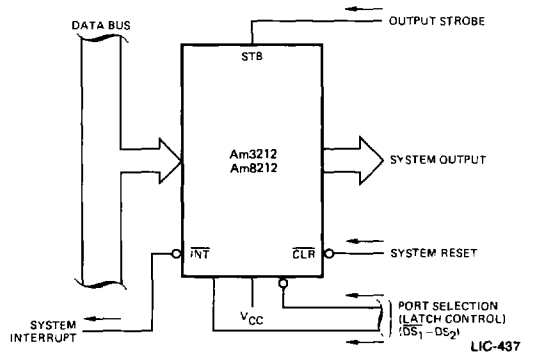 DATA BUS
OUTPUT STROBE
STB
Am3212
Am8212
SYSTEM OUTPUT
INT
CLR
SYSTEM RESET
VCC
PORT SELECTION
(LATCH CONTROL)
(DS1–DS2)
SYSTEM
INTERRUPT
LIC-437